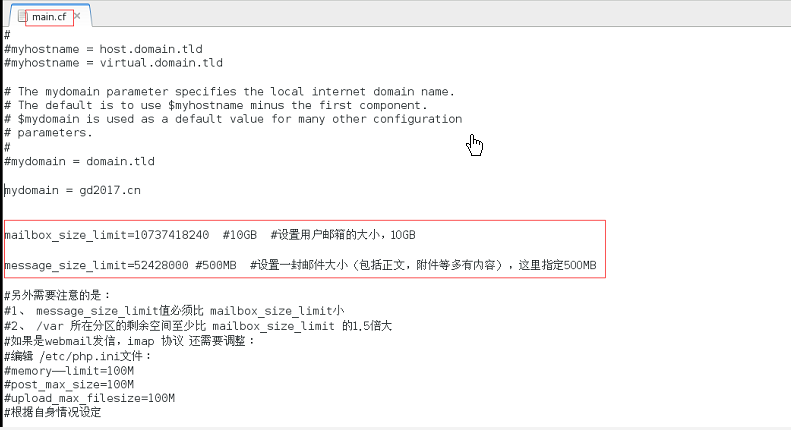 main.cf
#
#myhostname = host.domain.tld
#myhostname = virtual.domain.tld
# The mydomain parameter specifies the local internet domain name.
# The default is to use $myhostname minus the first component.
# $mydomain is used as a default value for many other configuration
# parameters.
#
#mydomain = domain.tld
mydomain = gd2017.cn
mailbox_size_limit=10737418240  #10GB  #设置用户邮箱的大小，10GB
message_size_limit=52428000 #500MB  #设置一封邮件大小（包括正文，附件等多有内容），这里指定500MB
#另外需要注意的是：
#1、 message_size_limit值必须比 mailbox_size_limit小
#2、 /var 所在分区的剩余空间至少比 mailbox_size_limit 的1.5倍大
#如果是webmail发信，imap 协议 还需要调整：
#编辑 /etc/php.ini文件：
#memory——limit=100M
#post_max_size=100M
#upload_max_filesize=100M
#根据自身情况设定